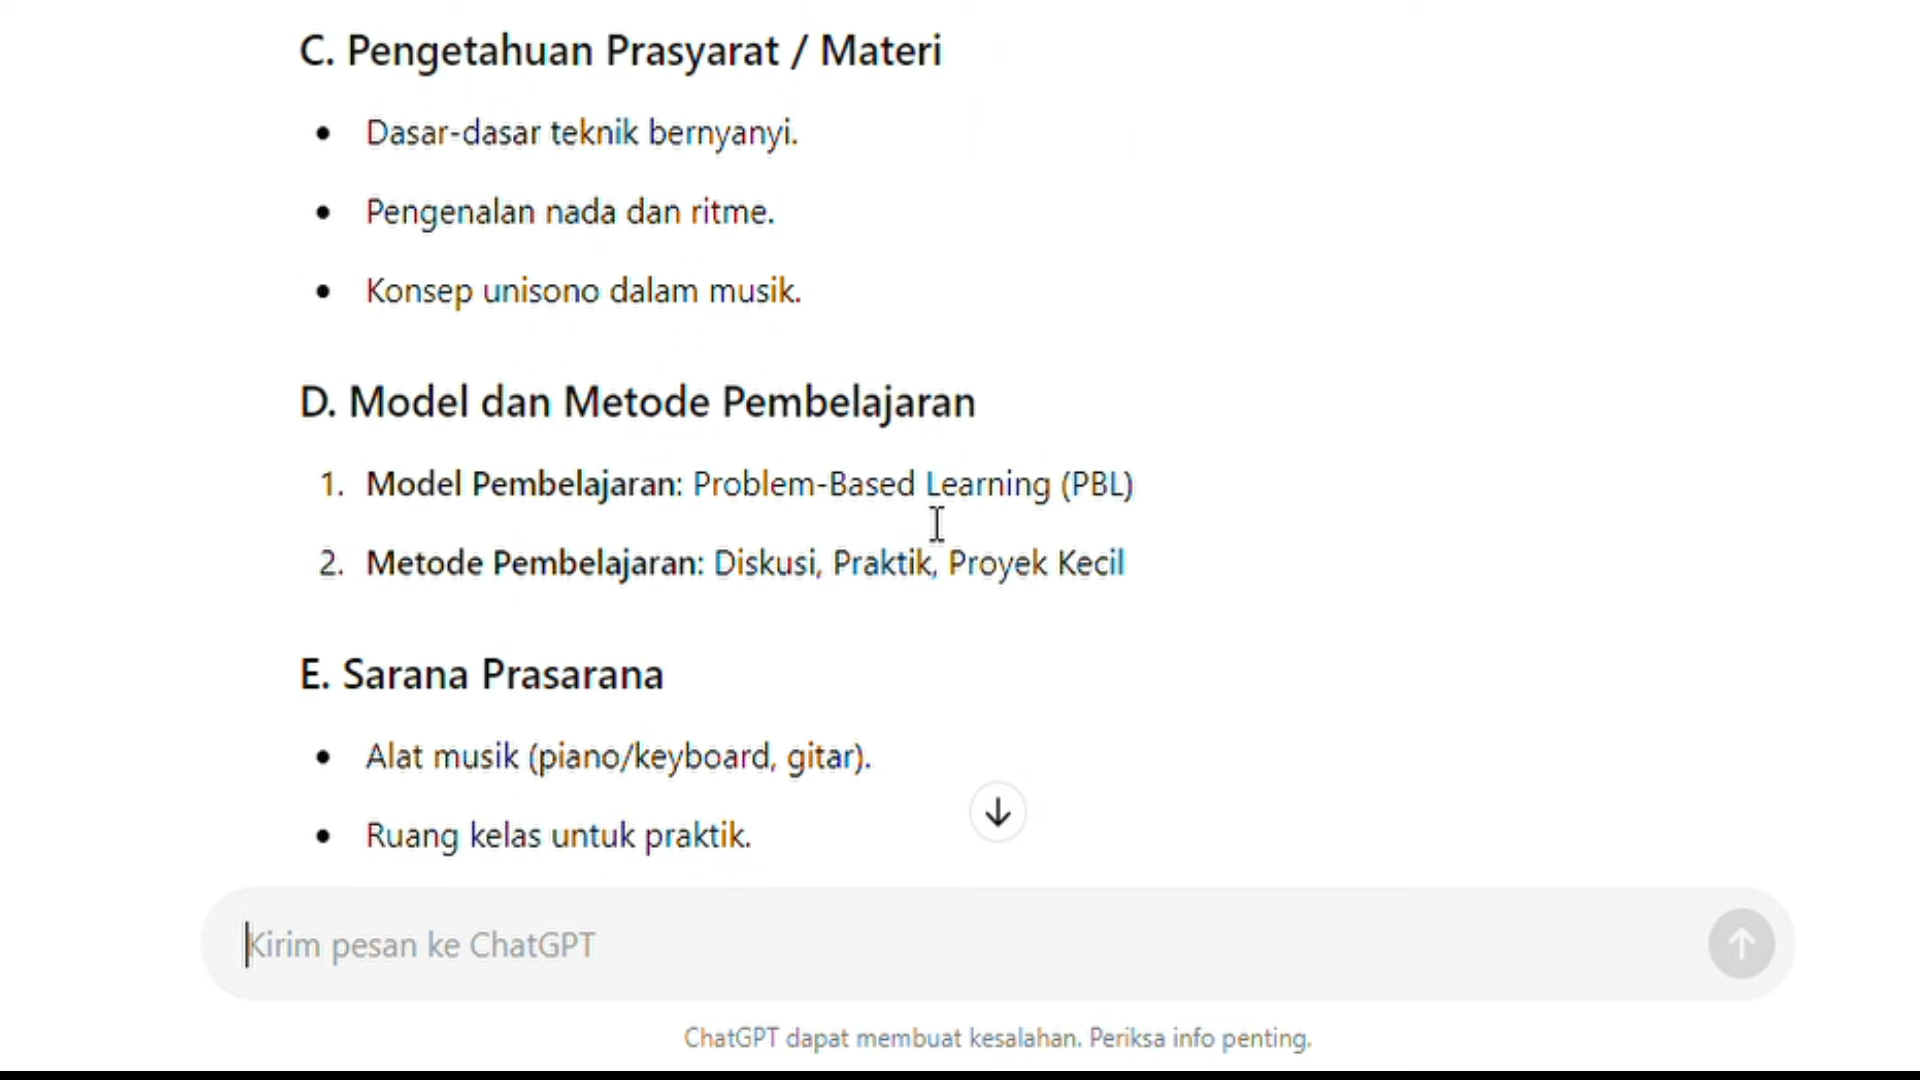 C. Pengetahuan Prasyarat / Materi
• Dasar-dasar teknik bernyanyi.
• Pengenalan nada dan ritme.
• Konsep unisono dalam musik.
D. Model dan Metode Pembelajaran
1. Model Pembelajaran: Problem-Based Learning (PBL)
2. Metode Pembelajaran: Diskusi, Praktik, Proyek Kecil
E. Sarana Prasarana
• Alat musik (piano/keyboard, gitar).
• Ruang kelas untuk praktik.
Kirim pesan ke ChatGPT
ChatGPT dapat membuat kesalahan. Periksa info penting.